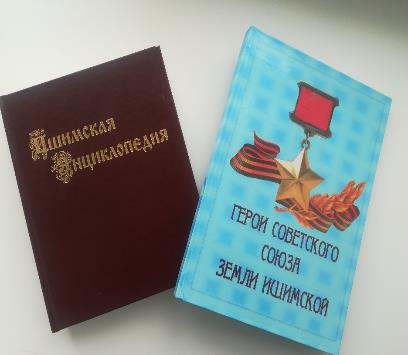 Ишимская
Энциклопедия
ГЕРОИ СОВЕТСКОГО
СОЮЗА
ЗЕМЛИ ИШИМСКОЙ